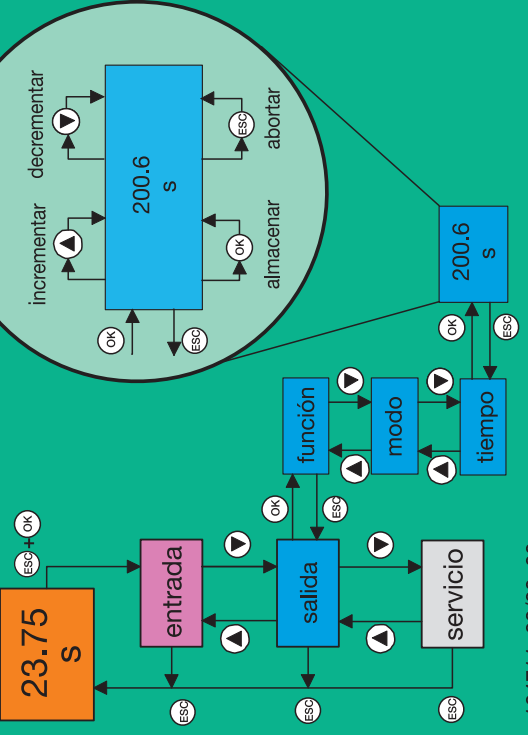 23.75
s
ESC + OK
incrementar
decrementar
OK
200.6
s
ESC
OK
ESC
almacenar
abortar
ESC
entrada
OK
función
ESC
salida
ESC
modo
ESC
servicio
OK
200.6
s
tiempo
ESC